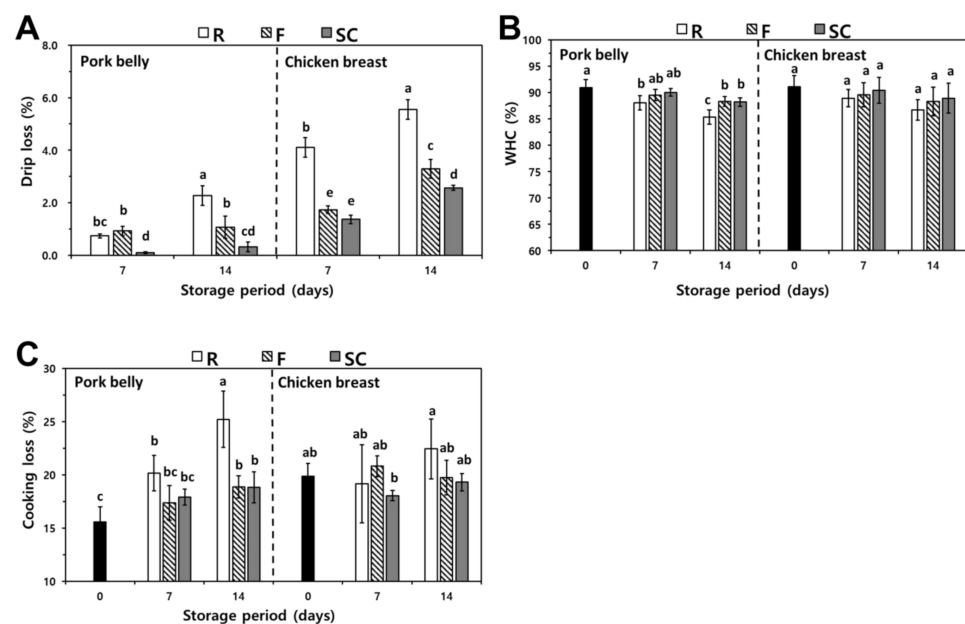 A
R F SC
8.0
6.0
4.0
2.0
0.0
Drip loss (%)
Pork belly
Chicken breast
bc b d
a b cd
b e e
a c d
7 14 7 14
Storage period (days)
B
R F SC
100
95
90
85
80
75
70
65
60
WHC (%)
Pork belly
Chicken breast
a
b ab ab
c b b
a
a a a
a a a
0 7 14 0 7 14
Storage period (days)
C
R F SC
30
25
20
15
10
Cooking loss (%)
Pork belly
Chicken breast
c
b bc bc
a b b
ab
ab ab b
a ab ab
0 7 14 0 7 14
Storage period (days)